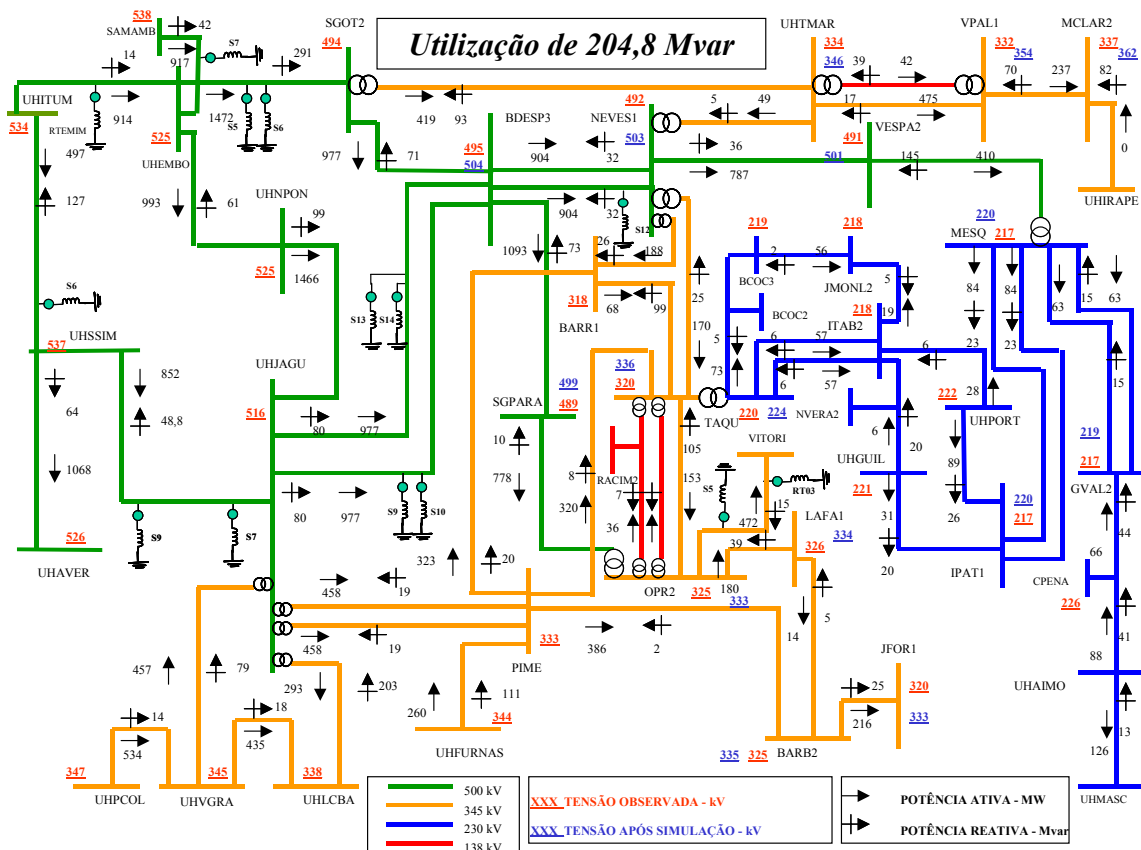 Utilização de 204,8 Mvar
538
SAMAMB
42
S7
SGOT2
494
UHTMAR
334
346
VPAL1
332
354
MCLAR2
337
362
14
917
291
39
42
70
237
82
534
UHITUM
RTEMIM
914
1472
S5
S6
419
93
BDESP3
NEVES1
492
503
5
49
17
475
VESPA2
491
501
0
UHIRAPE
497
127
525
UHEMBO
977
71
495
504
904
32
36
787
145
410
993
61
UHNPON
99
1466
525
904
32
S12
1093
73
26
188
219
218
220
217
MESQ
S6
UHSSIM
537
S13
S14
318
BARR1
68
99
25
170
2
BCOC3
56
JMONL2
5
BCOC2
218
19
ITAB2
84
84
63
15
63
23
23
15
852
64
48,8
1068
UHJAGU
516
80
977
499
489
SGPARA
336
320
5
73
6
57
6
57
6
TAQU
220
224
NVERA2
222
28
UHPORT
219
217
GVAL2
10
778
8
320
RACIM2
7
36
105
153
VITORI
S5
RT03
472
15
39
6
20
UHGUIL
221
89
26
220
217
IPAT1
31
20
44
66
CPENA
226
41
88
80
977
S9
S10
S9
S7
526
UHAVER
323
20
LAFA1
326
334
OPR2
325
180
333
5
14
458
19
458
19
PIME
333
386
2
457
79
293
203
260
111
344
UHFURNAS
JFOR1
25
320
216
333
335
325
BARB2
UHAIMO
126
13
UHMASC
14
534
18
435
347
345
338
UHPCOL
UHVGRA
UHLCBA
500 kV
345 kV
230 kV
138 kV
XXX TENSÃO OBSERVADA - kV
XXX TENSÃO APÓS SIMULAÇÃO - kV
POTÊNCIA ATIVA - MW
POTÊNCIA REATIVA - Mvar